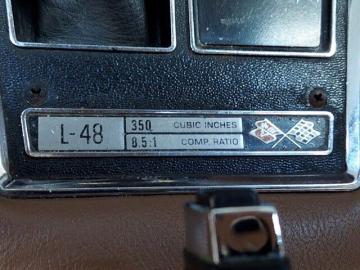 L-48
350 CUBIC INCHES
8.5:1 COMP. RATIO